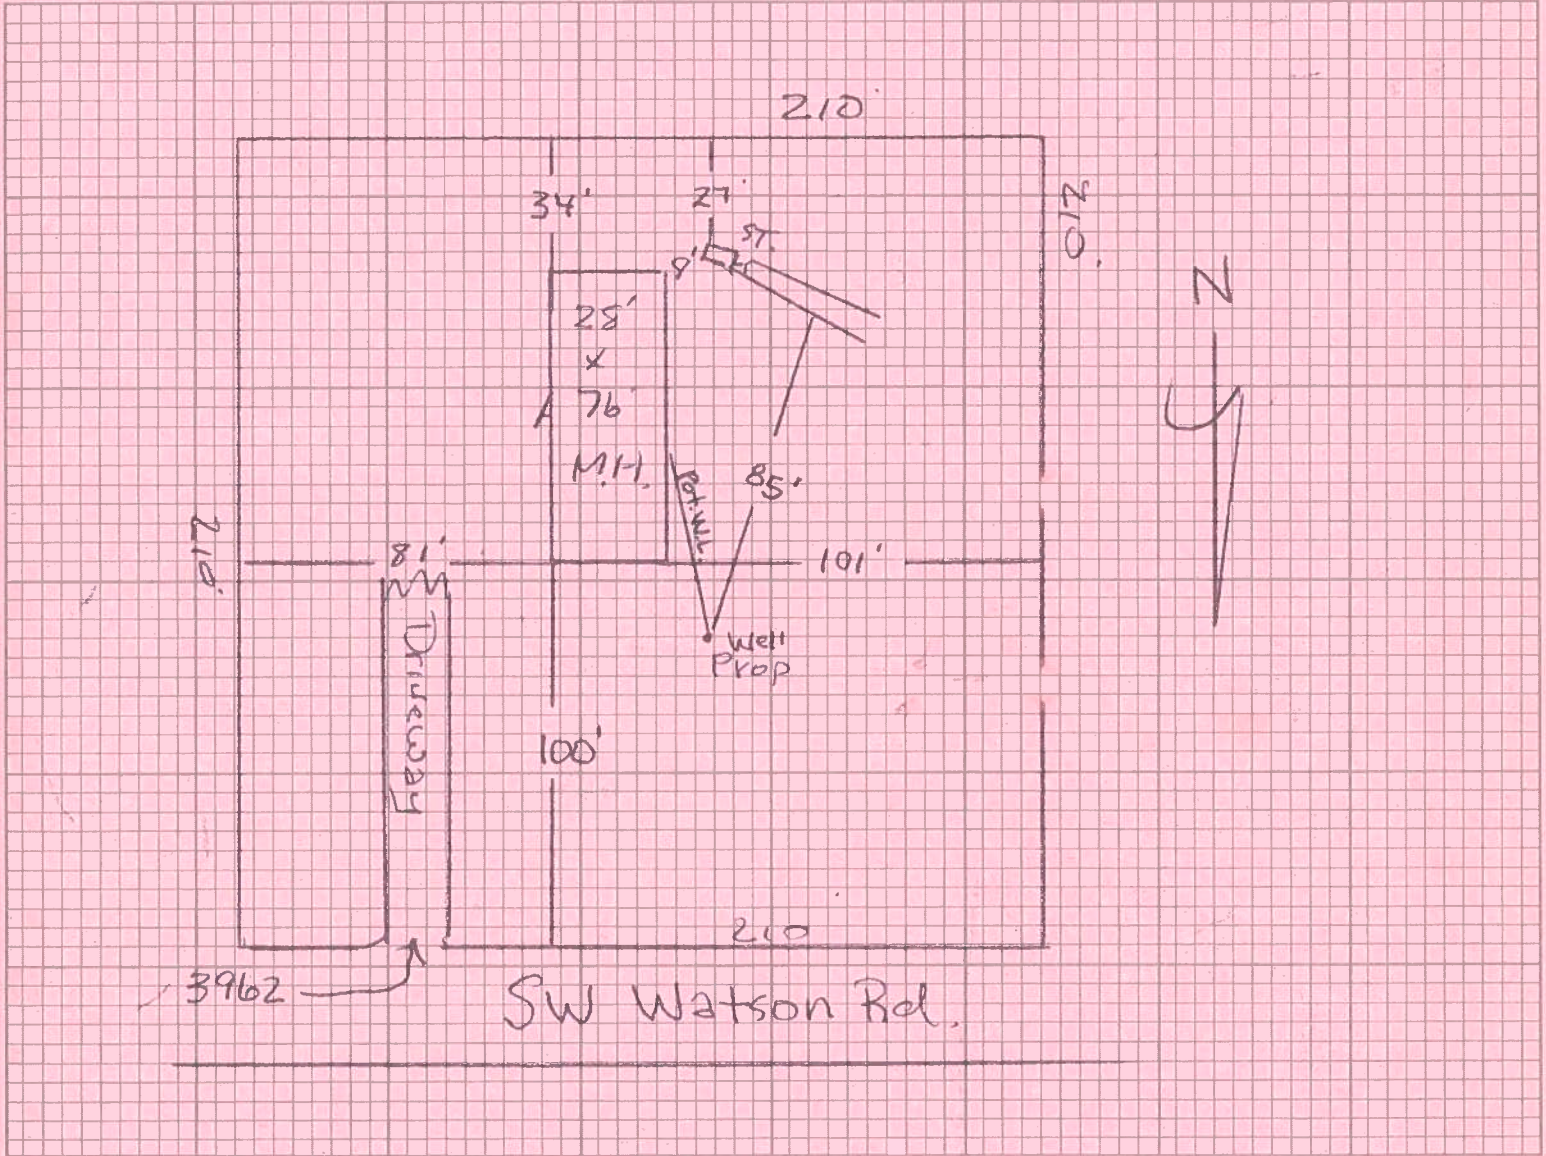 210
34'
27'
ST.
8'
210.
N
28'
x
76
M.H.
85'
Pot. W.L.
210.
81'
101'
Driveway
Well
Prop
100'
210
3962
SW Watson Rd.